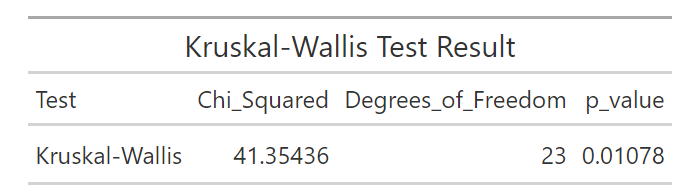 Kruskal-Wallis Test Result
Test Chi_Squared Degrees_of_Freedom p_value
Kruskal-Wallis 41.35436 23 0.01078